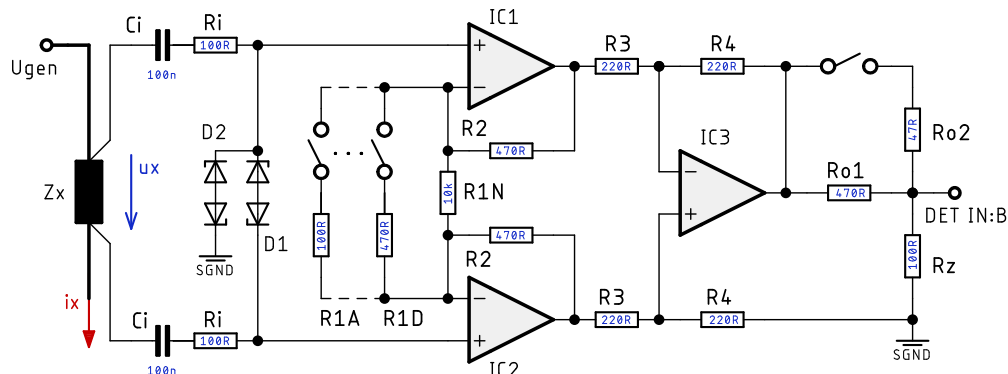 Ci
Ri
100R
100n
Ugen
IC1
R3
220R
R4
220R
D2
R2
470R
47R
Ro2
IC3
Zx
ux
10k
R1N
Ro1
470R
DET IN:B
100R
470R
470R
D1
SGND
R2
100R
Rz
ix
Ci
Ri
100R
100n
R1A
R1D
R3
220R
R4
220R
SGND
IC2